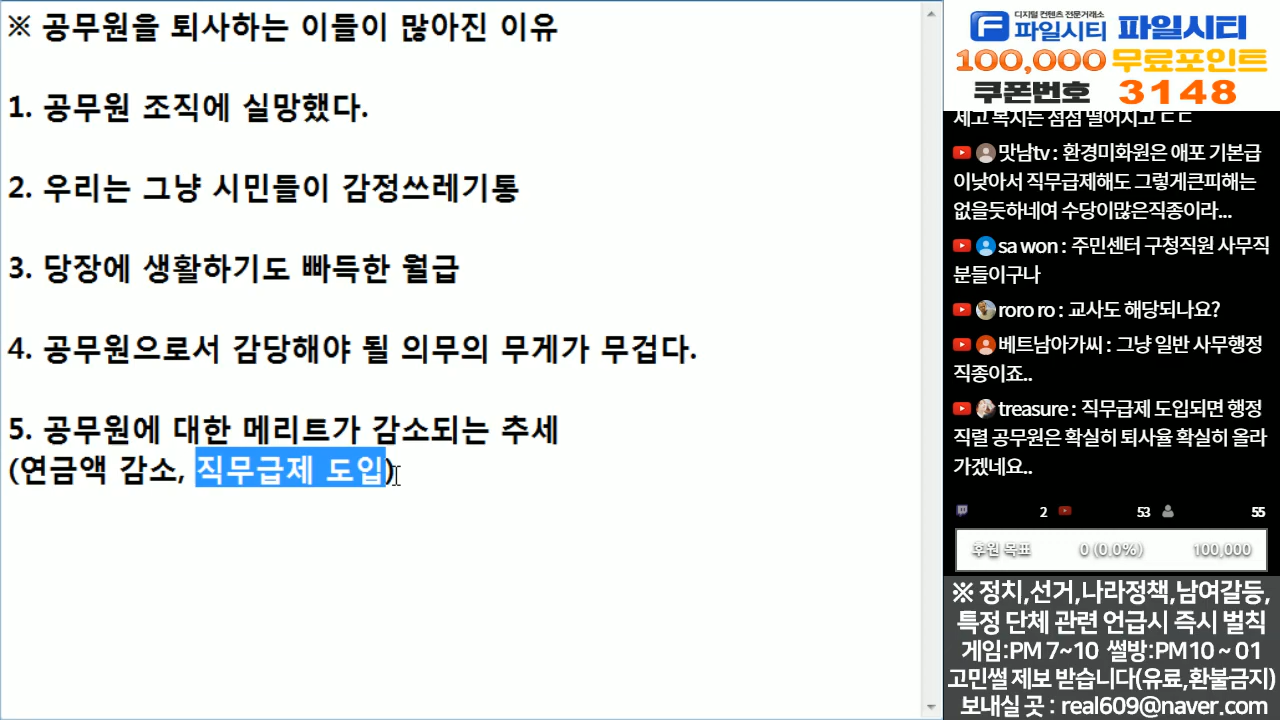 ※ 공무원을 퇴사하는 이들이 많아진 이유
1. 공무원 조직에 실망했다.
2. 우리는 그냥 시민들이 감정쓰레기통
3. 당장에 생활하기도 빠듯한 월급
4. 공무원으로서 감당해야 될 의무의 무게가 무겁다.
5. 공무원에 대한 메리트가 감소되는 추세
(연금액 감소, 직무급제 도입)
디지털 컨텐츠 전문거래소
파일시티 파일시티
100,000 무료포인트
쿠폰번호 3148
세고 복지는 점점 떨어지고 ㄷㄷ
맛남tv : 환경미화원은 애포 기본급
이낮아서 직무급제해도 그렇게큰피해는
없을듯하네여 수당이많은직종이라...
sa won : 주민센터 구청직원 사무직
분들이구나
roro ro : 교사도 해당되나요?
베트남아가씨 : 그냥 일반 사무행정
직종이죠..
treasure : 직무급제 도입되면 행정
직렬 공무원은 확실히 퇴사율 확실히 올라
가겠네요..
2 53 55
후원 목표 0 (0.0%) 100,000
※ 정치,선거,나라정책,남여갈등,
특정 단체 관련 언급시 즉시 벌칙
게임:PM 7~10 썰방:PM 10 ~ 01
고민썰 제보 받습니다(유료,환불금지)
보내실 곳 : real609@naver.com